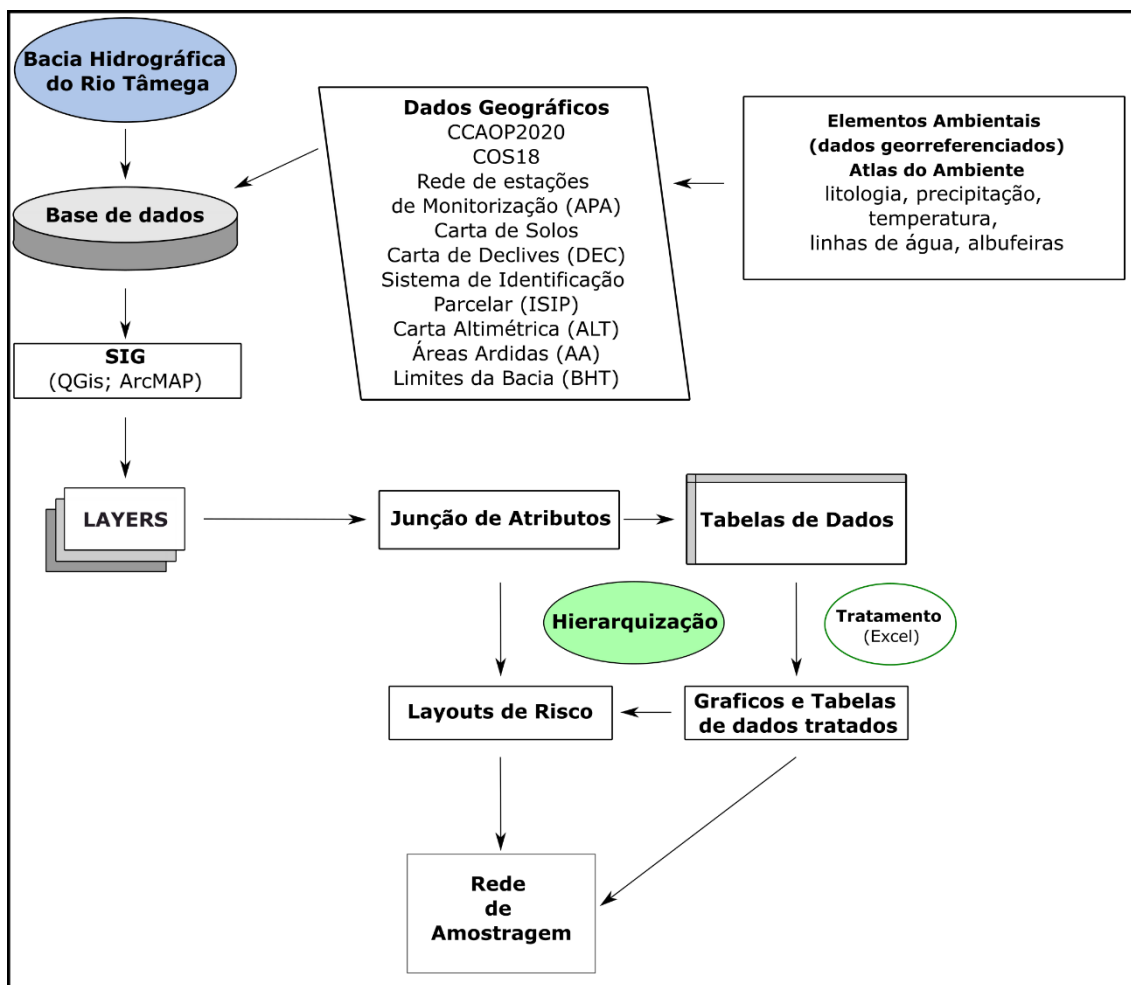 Bacia Hidrográfica
do Rio Tâmega
Base de dados
SIG
(QGis; ArcMAP)
Dados Geográficos
CCAOP2020
COS18
Rede de estações
de Monitorização (APA)
Carta de Solos
Carta de Declives (DEC)
Sistema de Identificação
Parcelar (ISIP)
Carta Altimétrica (ALT)
Áreas Ardidas (AA)
Limites da Bacia (BHT)
Elementos Ambientais
(dados georreferenciados)
Atlas do Ambiente
litologia, precipitação,
temperatura,
linhas de água, albufeiras
LAYERS
Junção de Atributos
Tabelas de Dados
Hierarquização
Tratamento
(Excel)
Layouts de Risco
Graficos e Tabelas
de dados tratados
Rede
de
Amostragem